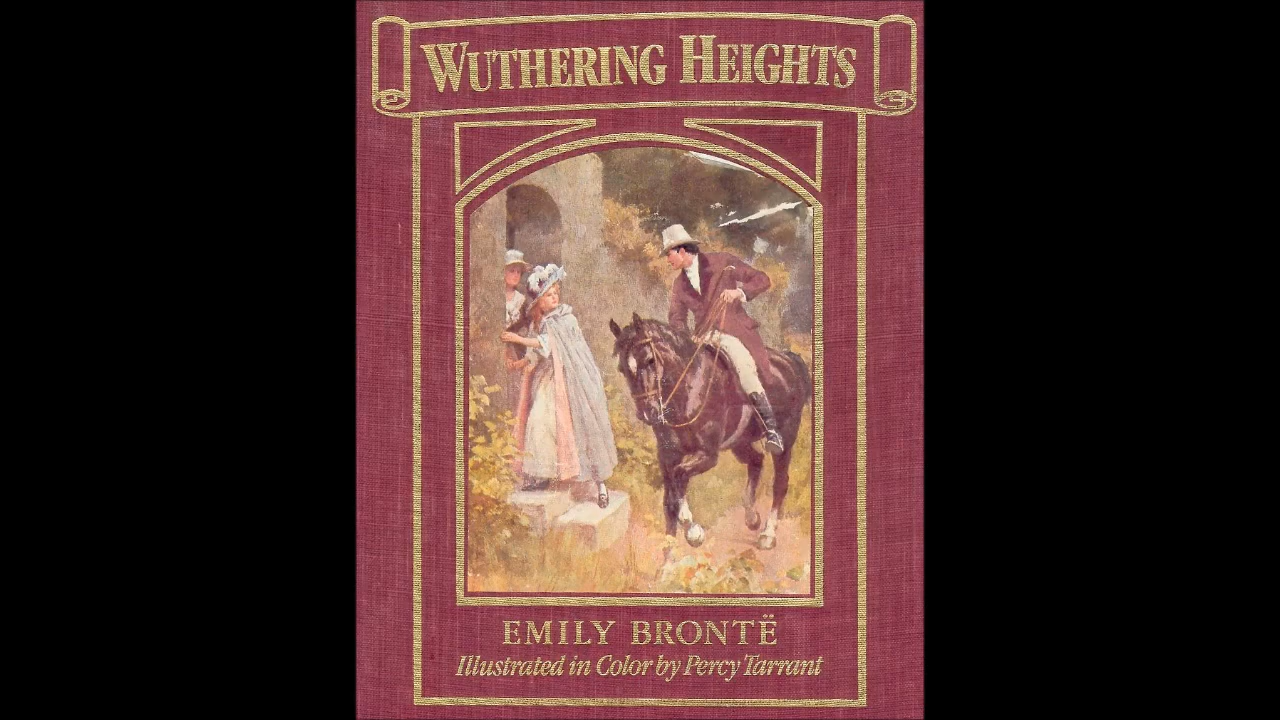 WUTHERING HEIGHTS
EMILY BRONTË
Illustrated in Color by Percy Tarrant